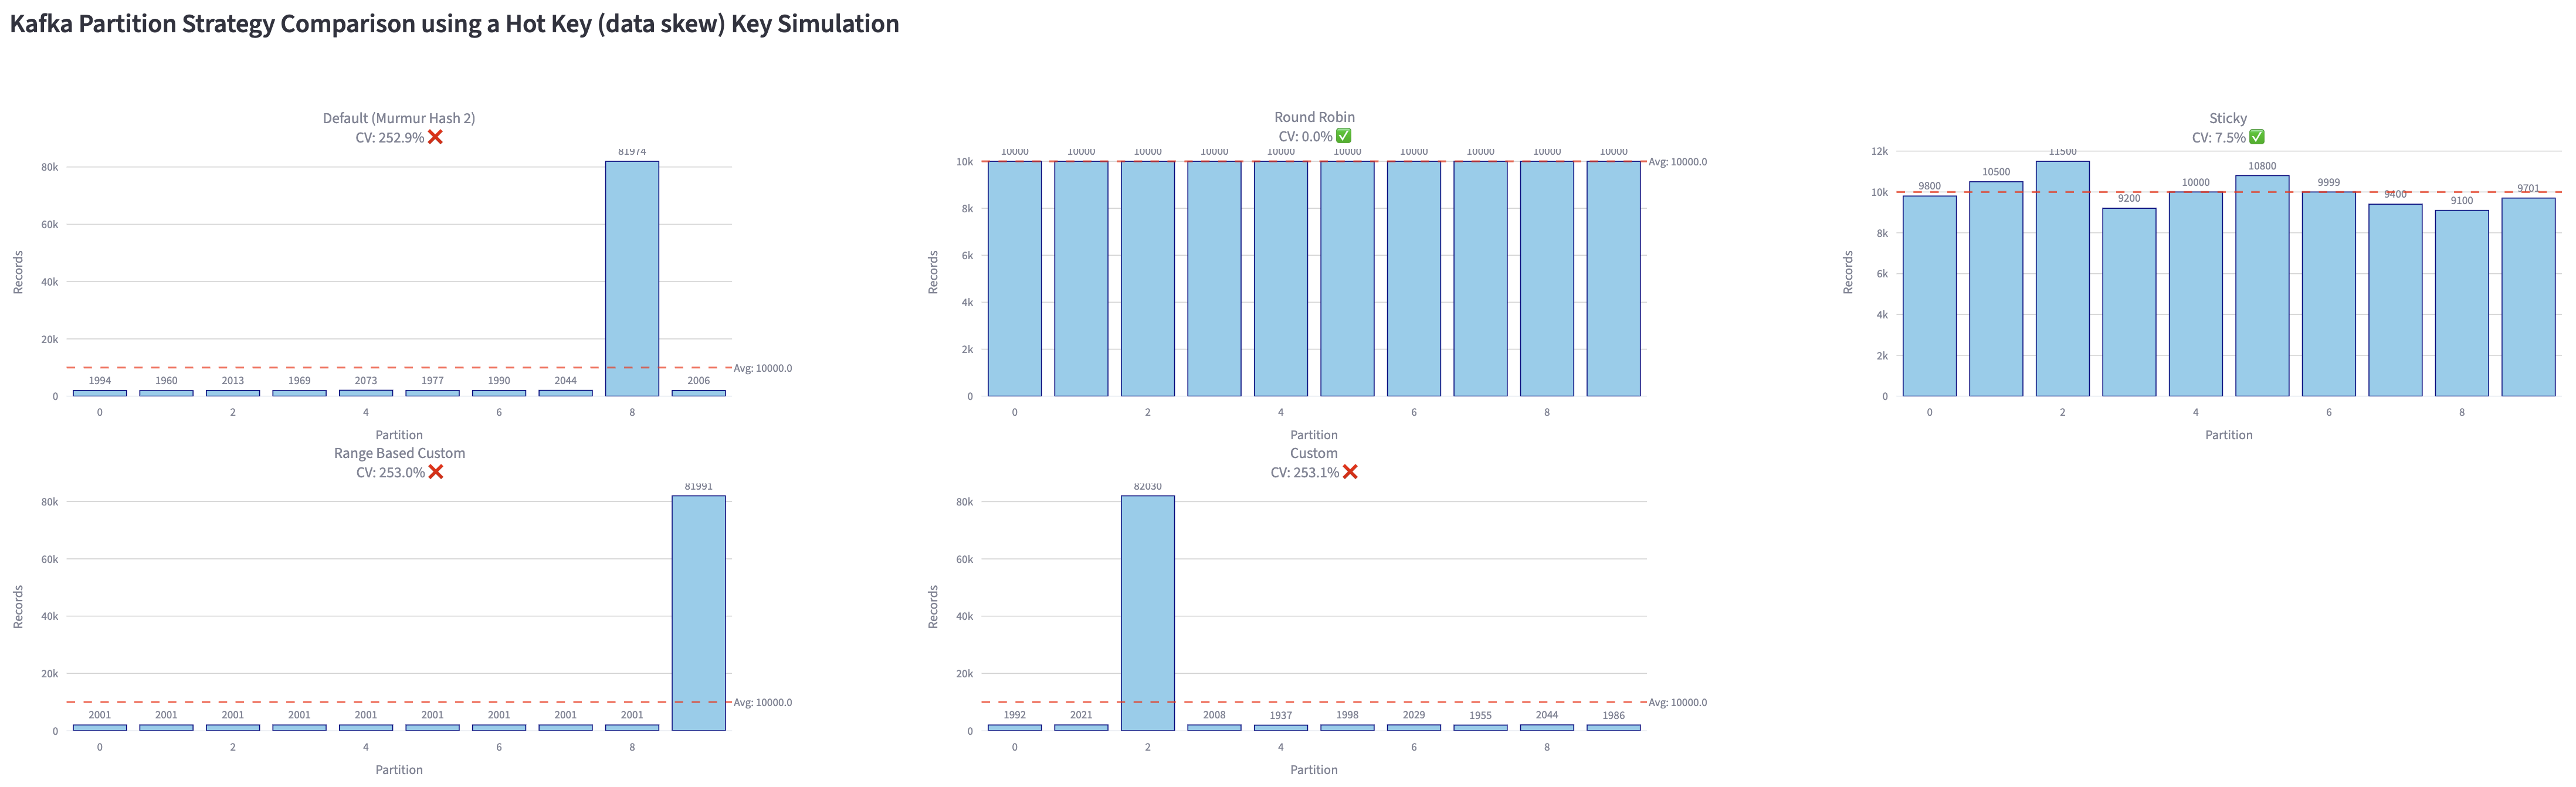 Kafka Partition Strategy Comparison using a Hot Key (data skew) Key Simulation
Default (Murmur Hash 2)
CV: 252.9% ❌
81974
80k
60k
40k
20k
0
Records
Avg: 10000.0
1994 1960 2013 1969 2073 1977 1990 2044 2006
0 2 4 6 8
Partition
Round Robin
CV: 0.0% ✅
10000 10000 10000 10000 10000 10000 10000 10000 10000 10000
10k
8k
6k
4k
2k
0
Records
Avg: 10000.0
0 2 4 6 8
Partition
Sticky
CV: 7.5% ✅
12k
10k
8k
6k
4k
2k
0
Records
9800 10500 11500 9200 10000 10800 9999 9400 9100 9701
0 2 4 6 8
Partition
Range Based Custom
CV: 253.0% ❌
81991
80k
60k
40k
20k
0
Records
Avg: 10000.0
2001 2001 2001 2001 2001 2001 2001 2001 2001
0 2 4 6 8
Partition
Custom
CV: 253.1% ❌
82030
80k
60k
40k
20k
0
Records
Avg: 10000.0
1992 2021 2008 1937 1998 2029 1955 2044 1986
0 2 4 6 8
Partition